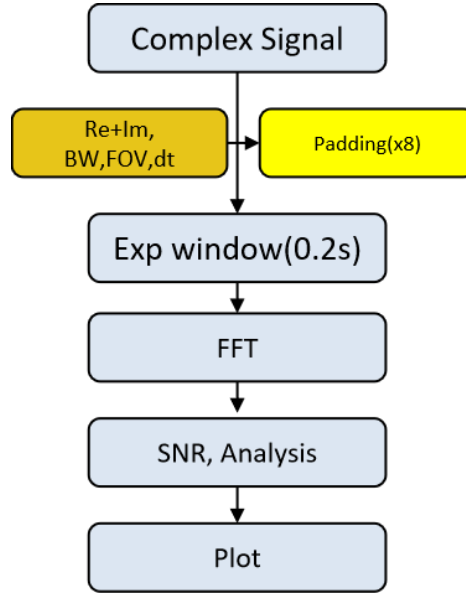 Complex Signal
Re+Im,
BW,FOV,dt
Padding(x8)
Exp window(0.2s)
FFT
SNR, Analysis
Plot